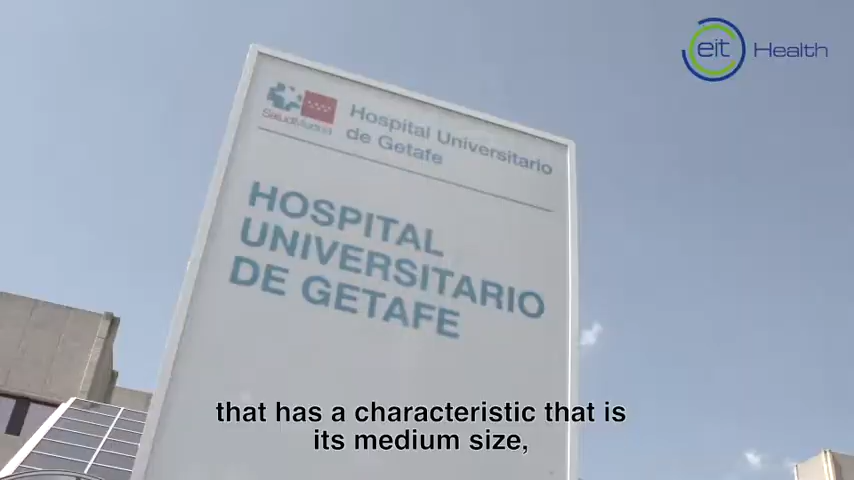 eit Health
SaludMadrid
Hospital Universitario
de Getafe
HOSPITAL
UNIVERSITARIO
DE GETAFE
that has a characteristic that is
its medium size,